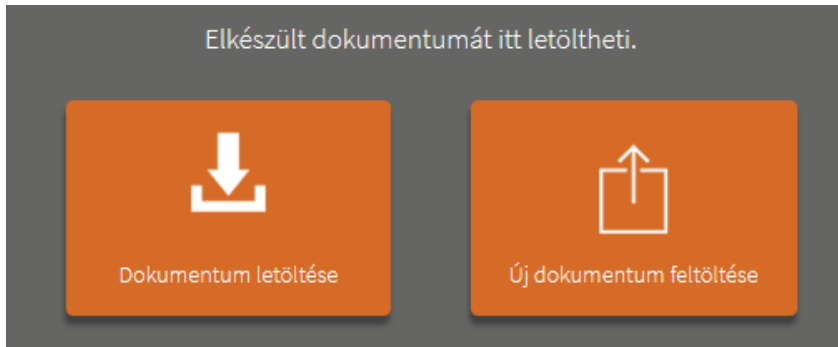 Elkészült dokumentumát itt letöltheti.
Dokumentum letöltése
Új dokumentum feltöltése